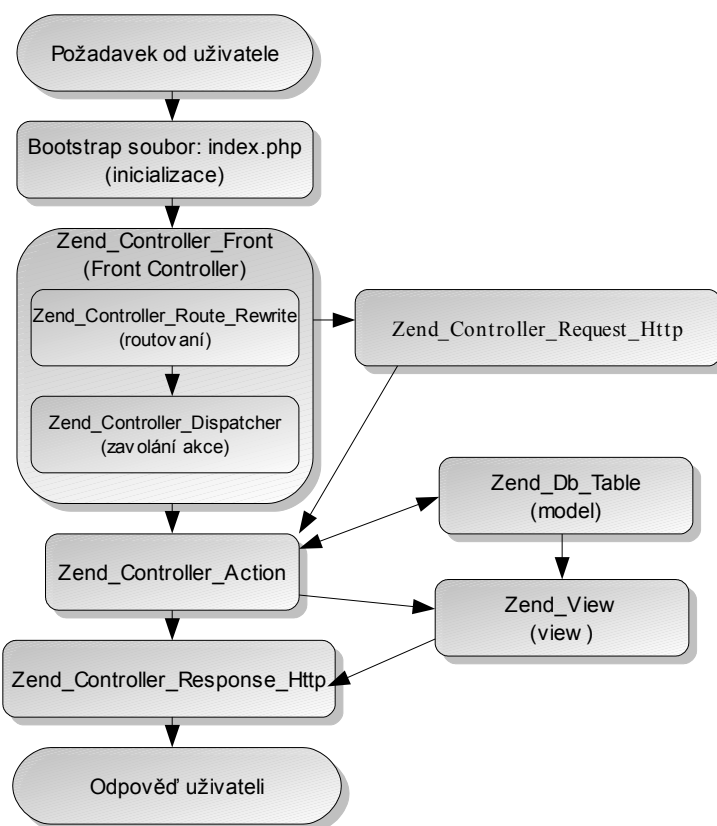 Požadavek od uživatele
Bootstrap soubor: index.php
(inicializace)
Zend_Controller_Front
(Front Controller)
Zend_Controller_Route_Rewrite
(routovaní)
Zend_Controller_Request_Http
Zend_Controller_Dispatcher
(zavolání akce)
Zend_Db_Table
(model)
Zend_Controller_Action
Zend_View
(view)
Zend_Controller_Response_Http
Odpověď uživateli